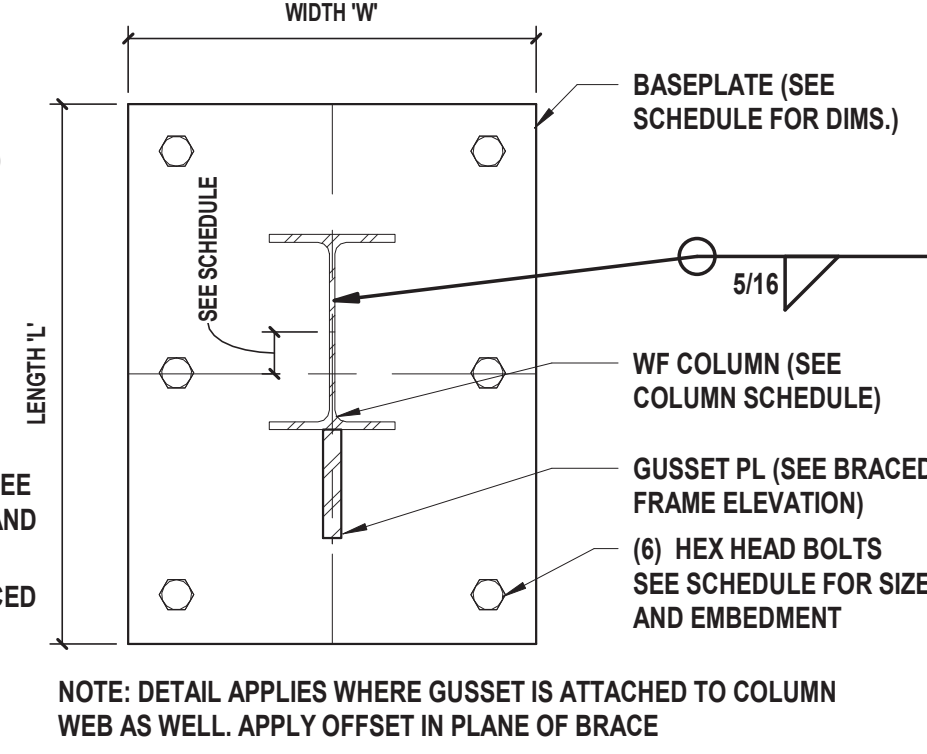 WIDTH 'W'
BASEPLATE (SEE
SCHEDULE FOR DIMS.)
SEE SCHEDULE
5/16
LENGTH 'L'
WF COLUMN (SEE
COLUMN SCHEDULE)
GUSSET PL (SEE BRACED
FRAME ELEVATION)
(6) HEX HEAD BOLTS
SEE SCHEDULE FOR SIZE
AND EMBEDMENT
EE
AND
CED
NOTE: DETAIL APPLIES WHERE GUSSET IS ATTACHED TO COLUMN
WEB AS WELL. APPLY OFFSET IN PLANE OF BRACE